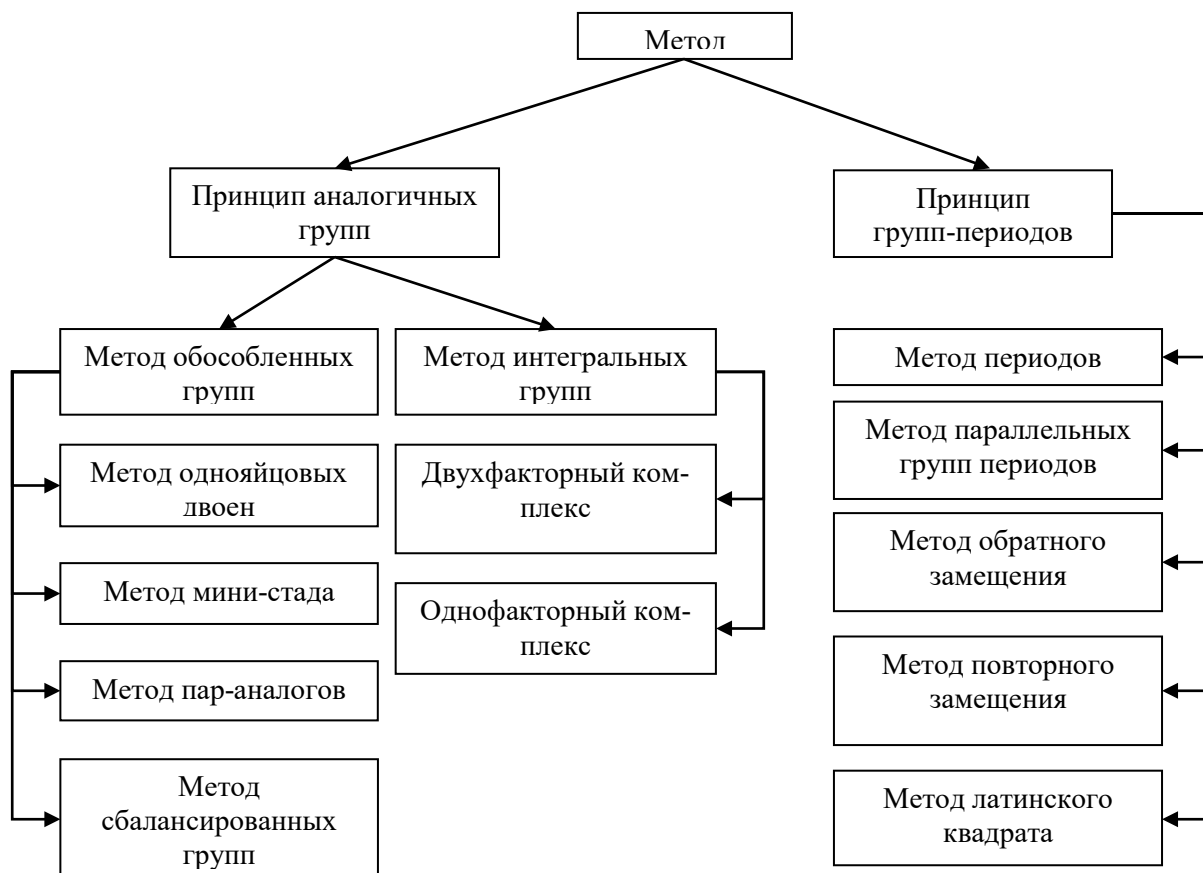 Метод
Принцип аналогичных
групп
Принцип
групп-периодов
Метод обособленных
групп
Метод интегральных
групп
Метод периодов
Метод однояйцовых
двоен
Двухфакторный ком-
плекс
Метод параллельных
групп периодов
Метод мини-стада
Однофакторный ком-
плекс
Метод обратного
замещения
Метод пар-аналогов
Метод повторного
замещения
Метод
сбалансированных
групп
Метод латинского
квадрата